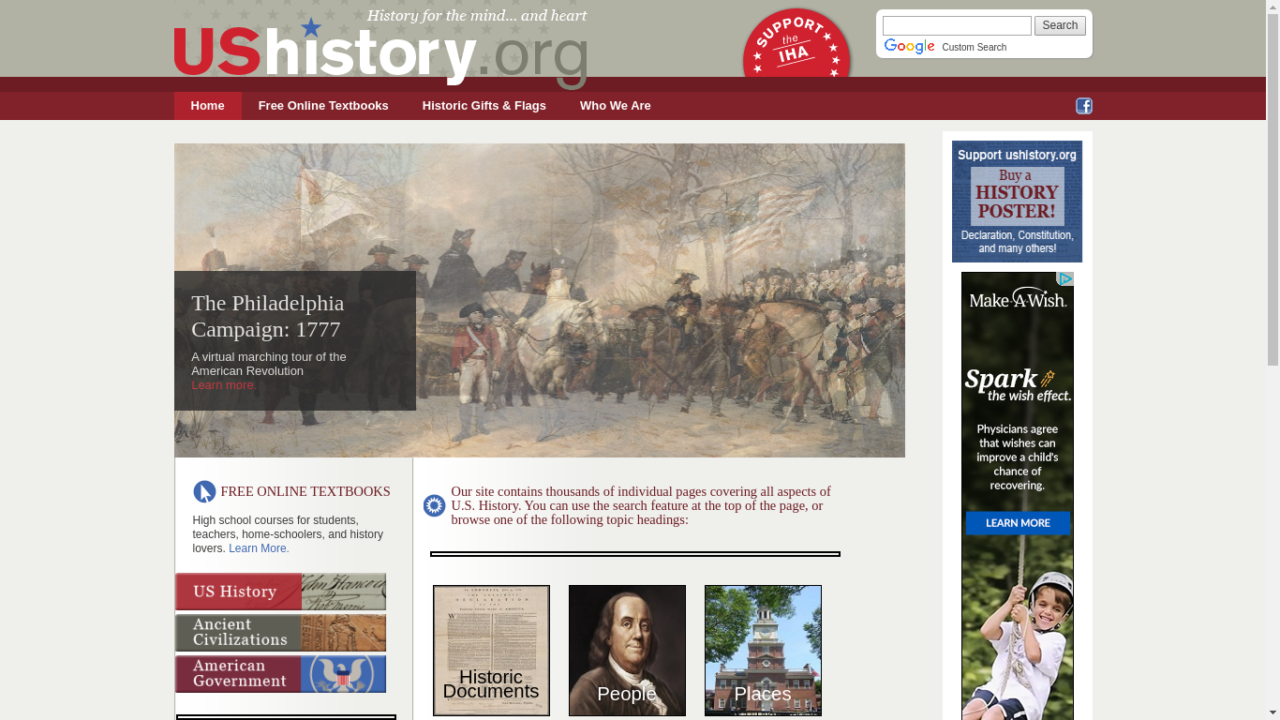 History for the mind... and heart
UShistory.org
SUPPORT
the
IHA
Search
Google Custom Search
Home Free Online Textbooks Historic Gifts & Flags Who We Are
f
Support ushistory.org
Buy a
HISTORY
POSTER!
Declaration, Constitution,
and many others!
The Philadelphia
Campaign: 1777
A virtual marching tour of the
American Revolution
Learn more.
Make-A-Wish.
Spark
the wish effect.
Physicians agree
that wishes can
improve a child's
chance of
recovering.
LEARN MORE
FREE ONLINE TEXTBOOKS
High school courses for students,
teachers, home-schoolers, and history
lovers. Learn More.
US History
Ancient
Civilizations
American
Government
Our site contains thousands of individual pages covering all aspects of
U.S. History. You can use the search feature at the top of the page, or
browse one of the following topic headings:
Historic
Documents
People
Places